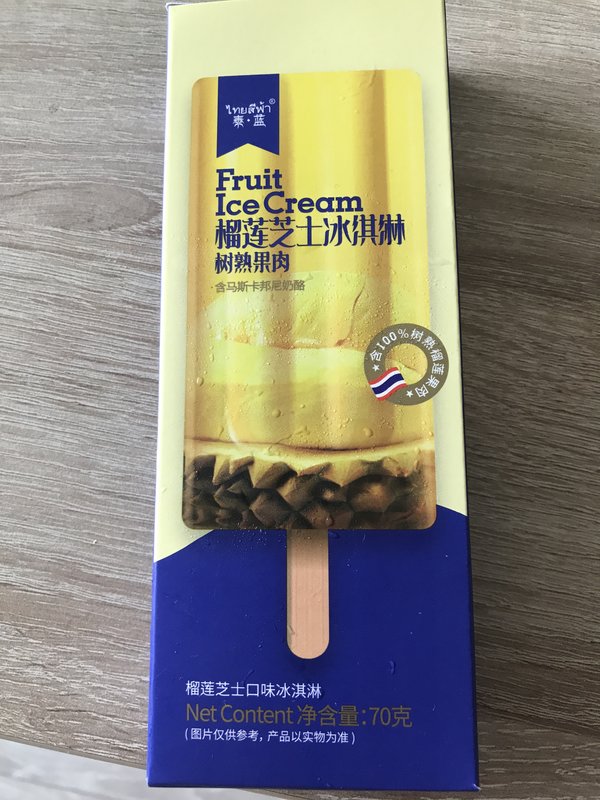 ไทยสีฟ้า®
泰·蓝
Fruit
Ice Cream
榴莲芝士冰淇淋
树熟果肉
·含马斯卡邦尼奶酪
★含100%树熟榴莲果肉★
榴莲芝士口味冰淇淋
Net Content 净含量:70克
(图片仅供参考，产品以实物为准)